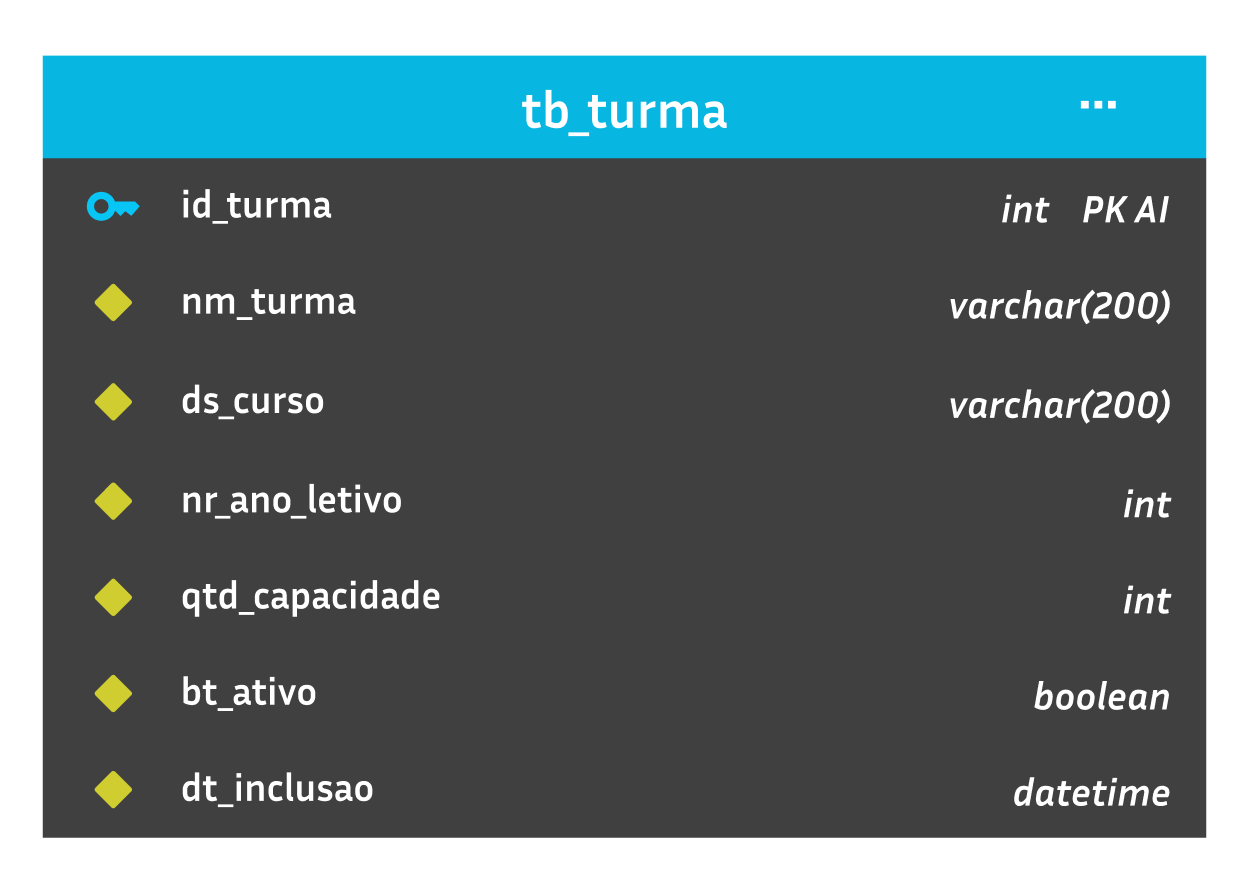 tb_turma ...
id_turma int PK AI
nm_turma varchar(200)
ds_curso varchar(200)
nr_ano_letivo int
qtd_capacidade int
bt_ativo boolean
dt_inclusao datetime